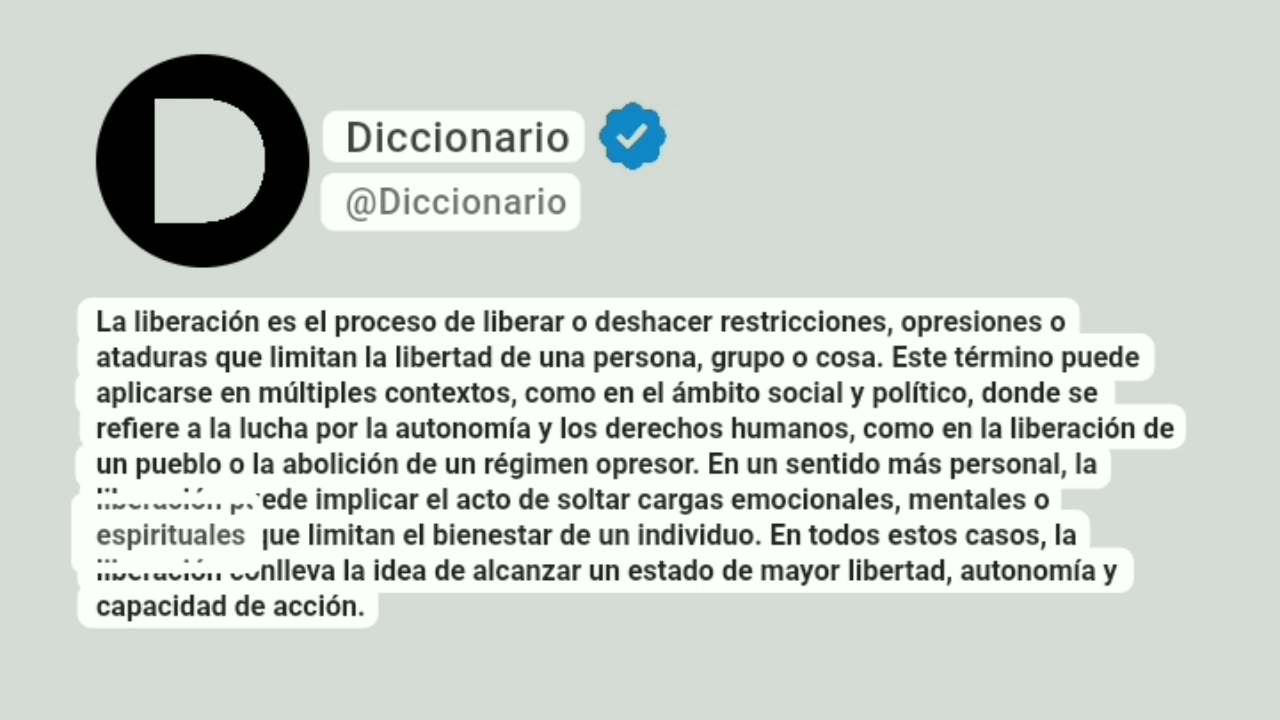 D
Diccionario
@Diccionario
La liberación es el proceso de liberar o deshacer restricciones, opresiones o
ataduras que limitan la libertad de una persona, grupo o cosa. Este término puede
aplicarse en múltiples contextos, como en el ámbito social y político, donde se
refiere a la lucha por la autonomía y los derechos humanos, como en la liberación de
un pueblo o la abolición de un régimen opresor. En un sentido más personal, la
liberación puede implicar el acto de soltar cargas emocionales, mentales o
espirituales que limitan el bienestar de un individuo. En todos estos casos, la
liberación conlleva la idea de alcanzar un estado de mayor libertad, autonomía y
capacidad de acción.